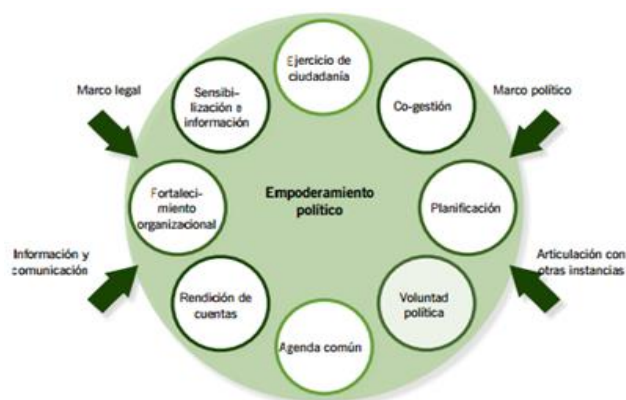 Ejercicio de
ciudadanía
Marco legal
Sensibi-
lización e
información
Co-gestión
Marco político
Fortaleci-
miento
organizacional
Empoderamiento
político
Planificación
Información y
comunicación
Articulación con
otras instancias
Rendición de
cuentas
Voluntad
política
Agenda común